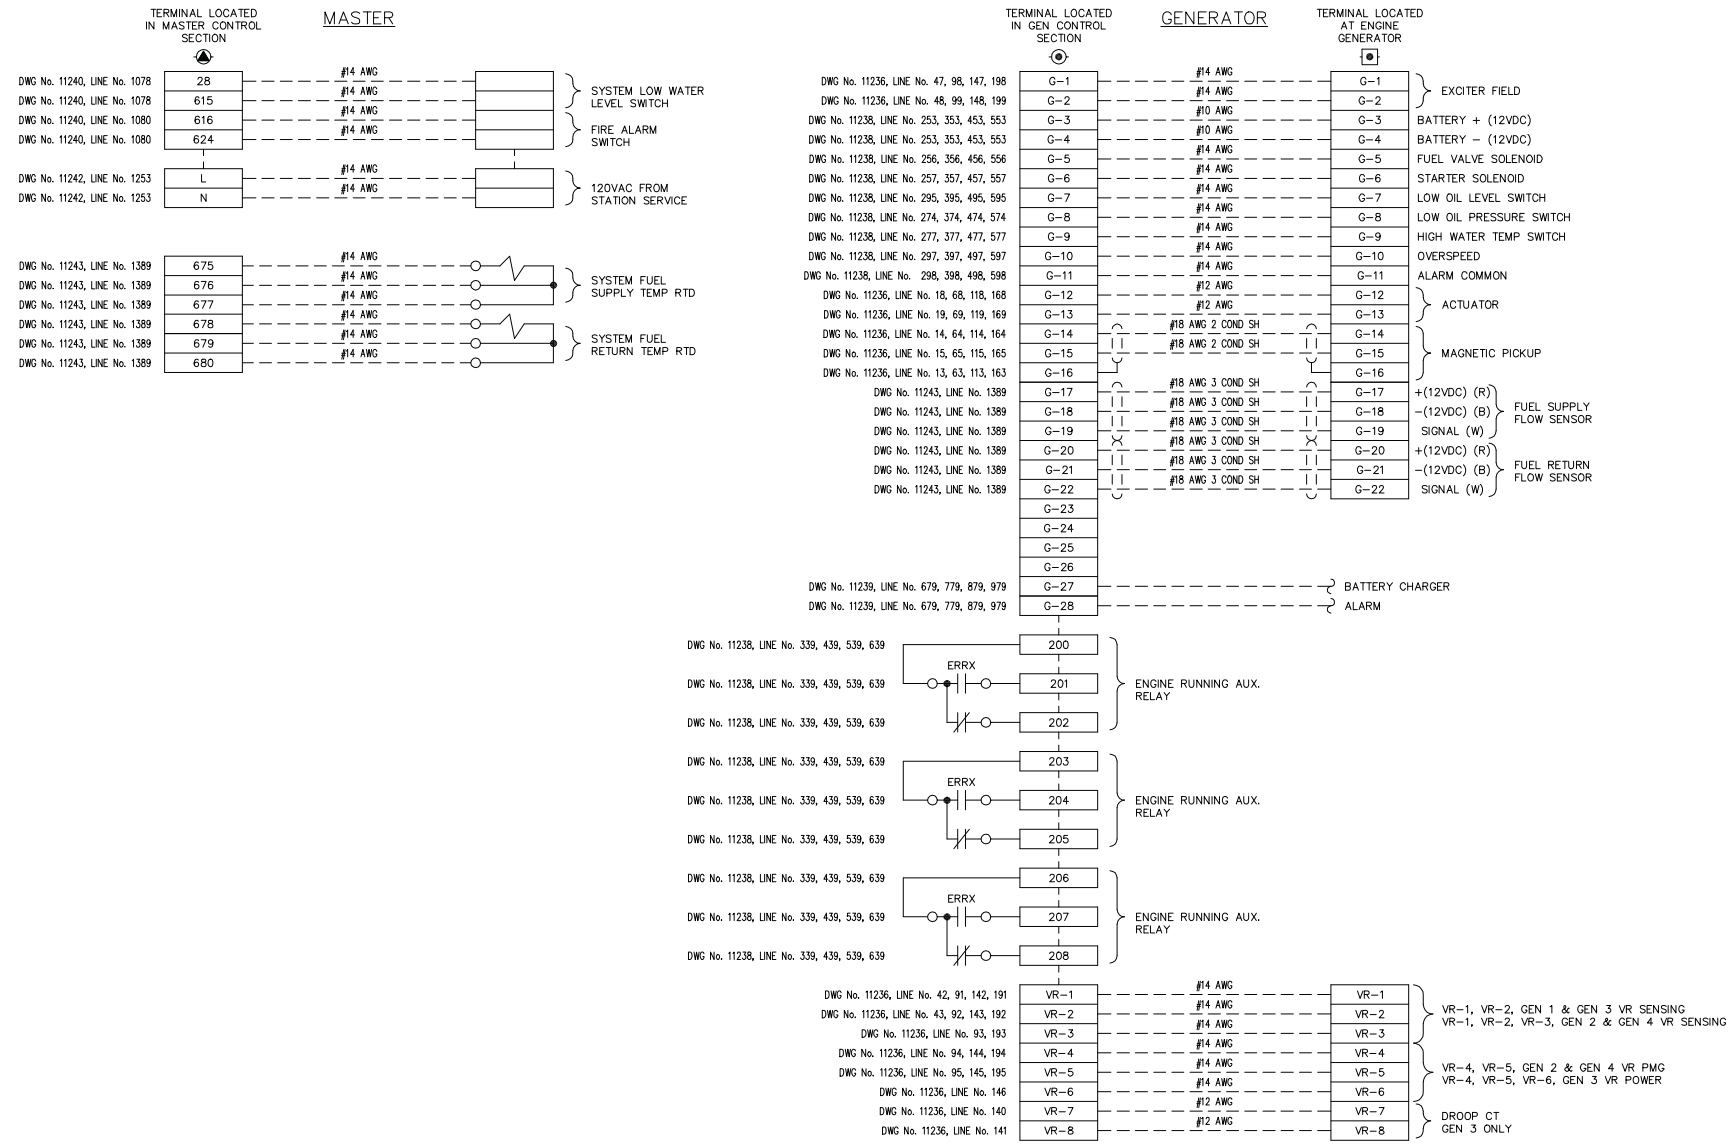 TERMINAL LOCATED
IN MASTER CONTROL
SECTION
MASTER
DWG No. 11240, LINE No. 1078
28
#14 AWG
DWG No. 11240, LINE No. 1078
615
#14 AWG
SYSTEM LOW WATER
LEVEL SWITCH
DWG No. 11240, LINE No. 1080
616
#14 AWG
DWG No. 11240, LINE No. 1080
624
#14 AWG
FIRE ALARM
SWITCH
DWG No. 11242, LINE No. 1253
L
#14 AWG
DWG No. 11242, LINE No. 1253
N
#14 AWG
120VAC FROM
STATION SERVICE
DWG No. 11243, LINE No. 1389
675
#14 AWG
DWG No. 11243, LINE No. 1389
676
#14 AWG
DWG No. 11243, LINE No. 1389
677
#14 AWG
SYSTEM FUEL
SUPPLY TEMP RTD
DWG No. 11243, LINE No. 1389
678
#14 AWG
DWG No. 11243, LINE No. 1389
679
#14 AWG
DWG No. 11243, LINE No. 1389
680
#14 AWG
SYSTEM FUEL
RETURN TEMP RTD
TERMINAL LOCATED
IN GEN CONTROL
SECTION
GENERATOR
TERMINAL LOCATED
AT ENGINE
GENERATOR
DWG No. 11236, LINE No. 47, 98, 147, 198
G-1
#14 AWG
G-1
DWG No. 11236, LINE No. 48, 99, 148, 199
G-2
#14 AWG
G-2
EXCITER FIELD
DWG No. 11238, LINE No. 253, 353, 453, 553
G-3
#10 AWG
G-3
BATTERY + (12VDC)
DWG No. 11238, LINE No. 253, 353, 453, 553
G-4
#10 AWG
G-4
BATTERY - (12VDC)
DWG No. 11238, LINE No. 256, 356, 456, 556
G-5
#14 AWG
G-5
FUEL VALVE SOLENOID
DWG No. 11238, LINE No. 257, 357, 457, 557
G-6
#14 AWG
G-6
STARTER SOLENOID
DWG No. 11238, LINE No. 295, 395, 495, 595
G-7
#14 AWG
G-7
LOW OIL LEVEL SWITCH
DWG No. 11238, LINE No. 274, 374, 474, 574
G-8
#14 AWG
G-8
LOW OIL PRESSURE SWITCH
DWG No. 11238, LINE No. 277, 377, 477, 577
G-9
#14 AWG
G-9
HIGH WATER TEMP SWITCH
DWG No. 11238, LINE No. 297, 397, 497, 597
G-10
#14 AWG
G-10
OVERSPEED
DWG No. 11238, LINE No. 298, 398, 498, 598
G-11
#14 AWG
G-11
ALARM COMMON
DWG No. 11236, LINE No. 18, 68, 118, 168
G-12
#12 AWG
G-12
DWG No. 11236, LINE No. 19, 69, 119, 169
G-13
#12 AWG
G-13
ACTUATOR
DWG No. 11236, LINE No. 14, 64, 114, 164
G-14
#18 AWG 2 COND SH
G-14
DWG No. 11236, LINE No. 15, 65, 115, 165
G-15
#18 AWG 2 COND SH
G-15
MAGNETIC PICKUP
DWG No. 11236, LINE No. 13, 63, 113, 163
G-16
G-16
DWG No. 11243, LINE No. 1389
G-17
#18 AWG 3 COND SH
G-17
+(12VDC) (R)
DWG No. 11243, LINE No. 1389
G-18
#18 AWG 3 COND SH
G-18
-(12VDC) (B)
DWG No. 11243, LINE No. 1389
G-19
#18 AWG 3 COND SH
G-19
SIGNAL (W)
FUEL SUPPLY
FLOW SENSOR
DWG No. 11243, LINE No. 1389
G-20
#18 AWG 3 COND SH
G-20
+(12VDC) (R)
DWG No. 11243, LINE No. 1389
G-21
#18 AWG 3 COND SH
G-21
-(12VDC) (B)
DWG No. 11243, LINE No. 1389
G-22
#18 AWG 3 COND SH
G-22
SIGNAL (W)
FUEL RETURN
FLOW SENSOR
G-23
G-24
G-25
G-26
DWG No. 11239, LINE No. 679, 779, 879, 979
G-27
BATTERY CHARGER
DWG No. 11239, LINE No. 679, 779, 879, 979
G-28
ALARM
DWG No. 11238, LINE No. 339, 439, 539, 639
200
ERRX
DWG No. 11238, LINE No. 339, 439, 539, 639
201
ENGINE RUNNING AUX.
RELAY
DWG No. 11238, LINE No. 339, 439, 539, 639
202
DWG No. 11238, LINE No. 339, 439, 539, 639
203
ERRX
DWG No. 11238, LINE No. 339, 439, 539, 639
204
ENGINE RUNNING AUX.
RELAY
DWG No. 11238, LINE No. 339, 439, 539, 639
205
DWG No. 11238, LINE No. 339, 439, 539, 639
206
ERRX
DWG No. 11238, LINE No. 339, 439, 539, 639
207
ENGINE RUNNING AUX.
RELAY
DWG No. 11238, LINE No. 339, 439, 539, 639
208
DWG No. 11236, LINE No. 42, 91, 142, 191
VR-1
#14 AWG
VR-1
DWG No. 11236, LINE No. 43, 92, 143, 192
VR-2
#14 AWG
VR-2
DWG No. 11236, LINE No. 93, 193
VR-3
#14 AWG
VR-3
VR-1, VR-2, GEN 1 & GEN 3 VR SENSING
VR-1, VR-2, VR-3, GEN 2 & GEN 4 VR SENSING
DWG No. 11236, LINE No. 94, 144, 194
VR-4
#14 AWG
VR-4
DWG No. 11236, LINE No. 95, 145, 195
VR-5
#14 AWG
VR-5
DWG No. 11236, LINE No. 146
VR-6
#14 AWG
VR-6
VR-4, VR-5, GEN 2 & GEN 4 VR PMG
VR-4, VR-5, VR-6, GEN 3 VR POWER
DWG No. 11236, LINE No. 140
VR-7
#12 AWG
VR-7
DWG No. 11236, LINE No. 141
VR-8
#12 AWG
VR-8
DROOP CT
GEN 3 ONLY